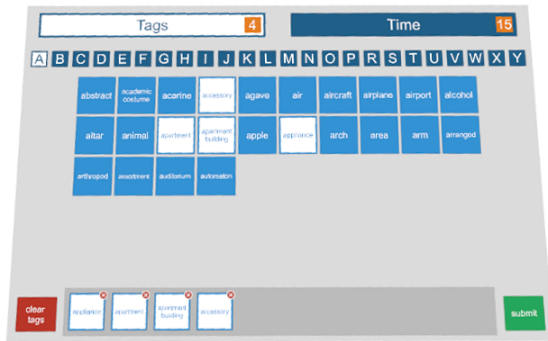 Tags 4 Time 15
A B C D E F G H I J K L M N O P R S T U V W X Y
abstract academic costume acarine accessory agave air aircraft airplane airport alcohol
altar animal apartment apartment building apple appliance arch area arm arranged
arthropod assortment auditorium automaton
clear tags appliance apartment apartment building accessory submit